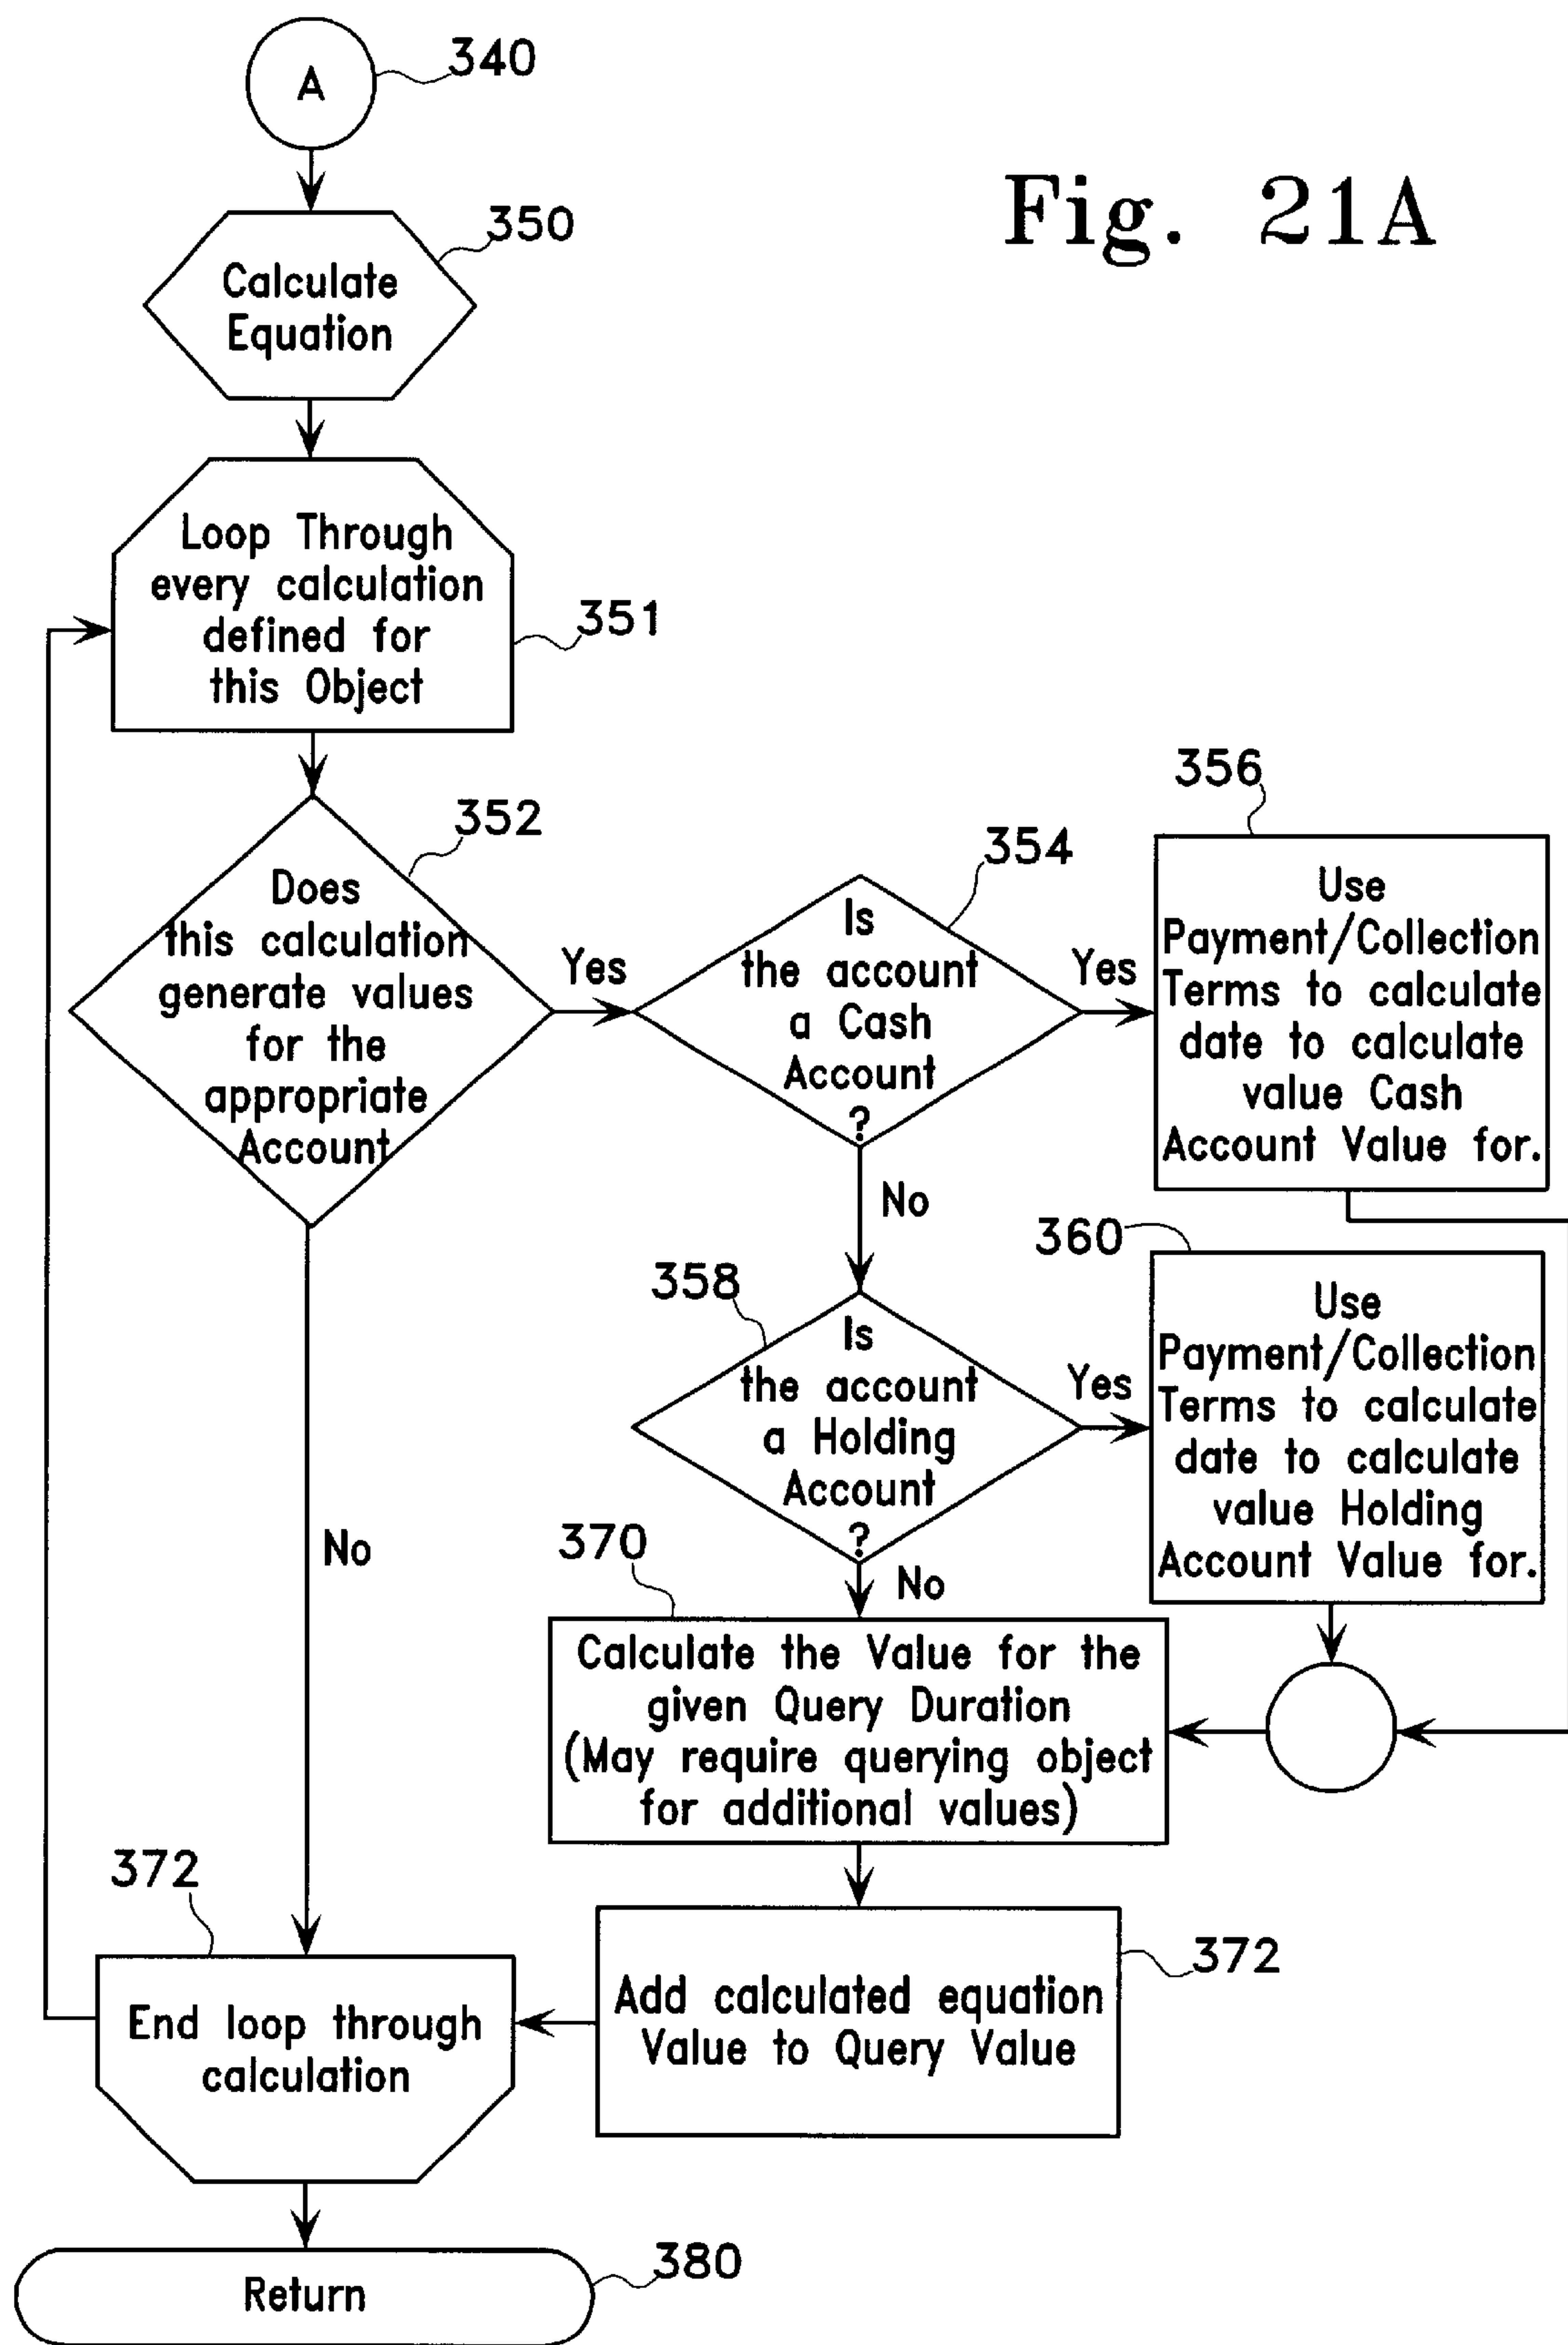 A
340
Fig. 21A
350
Calculate
Equation
Loop Through
every calculation
defined for
this Object
351
352
Does
this calculation
generate values
for the
appropriate
Account
Yes
354
Is
the account
a Cash
Account
?
Yes
356
Use
Payment/Collection
Terms to calculate
date to calculate
value Cash
Account Value for.
No
358
Is
the account
a Holding
Account
?
Yes
360
Use
Payment/Collection
Terms to calculate
date to calculate
value Holding
Account Value for.
No
No
370
Calculate the Value for the
given Query Duration
(May require querying object
for additional values)
372
Add calculated equation
Value to Query Value
372
End loop through
calculation
Return
380